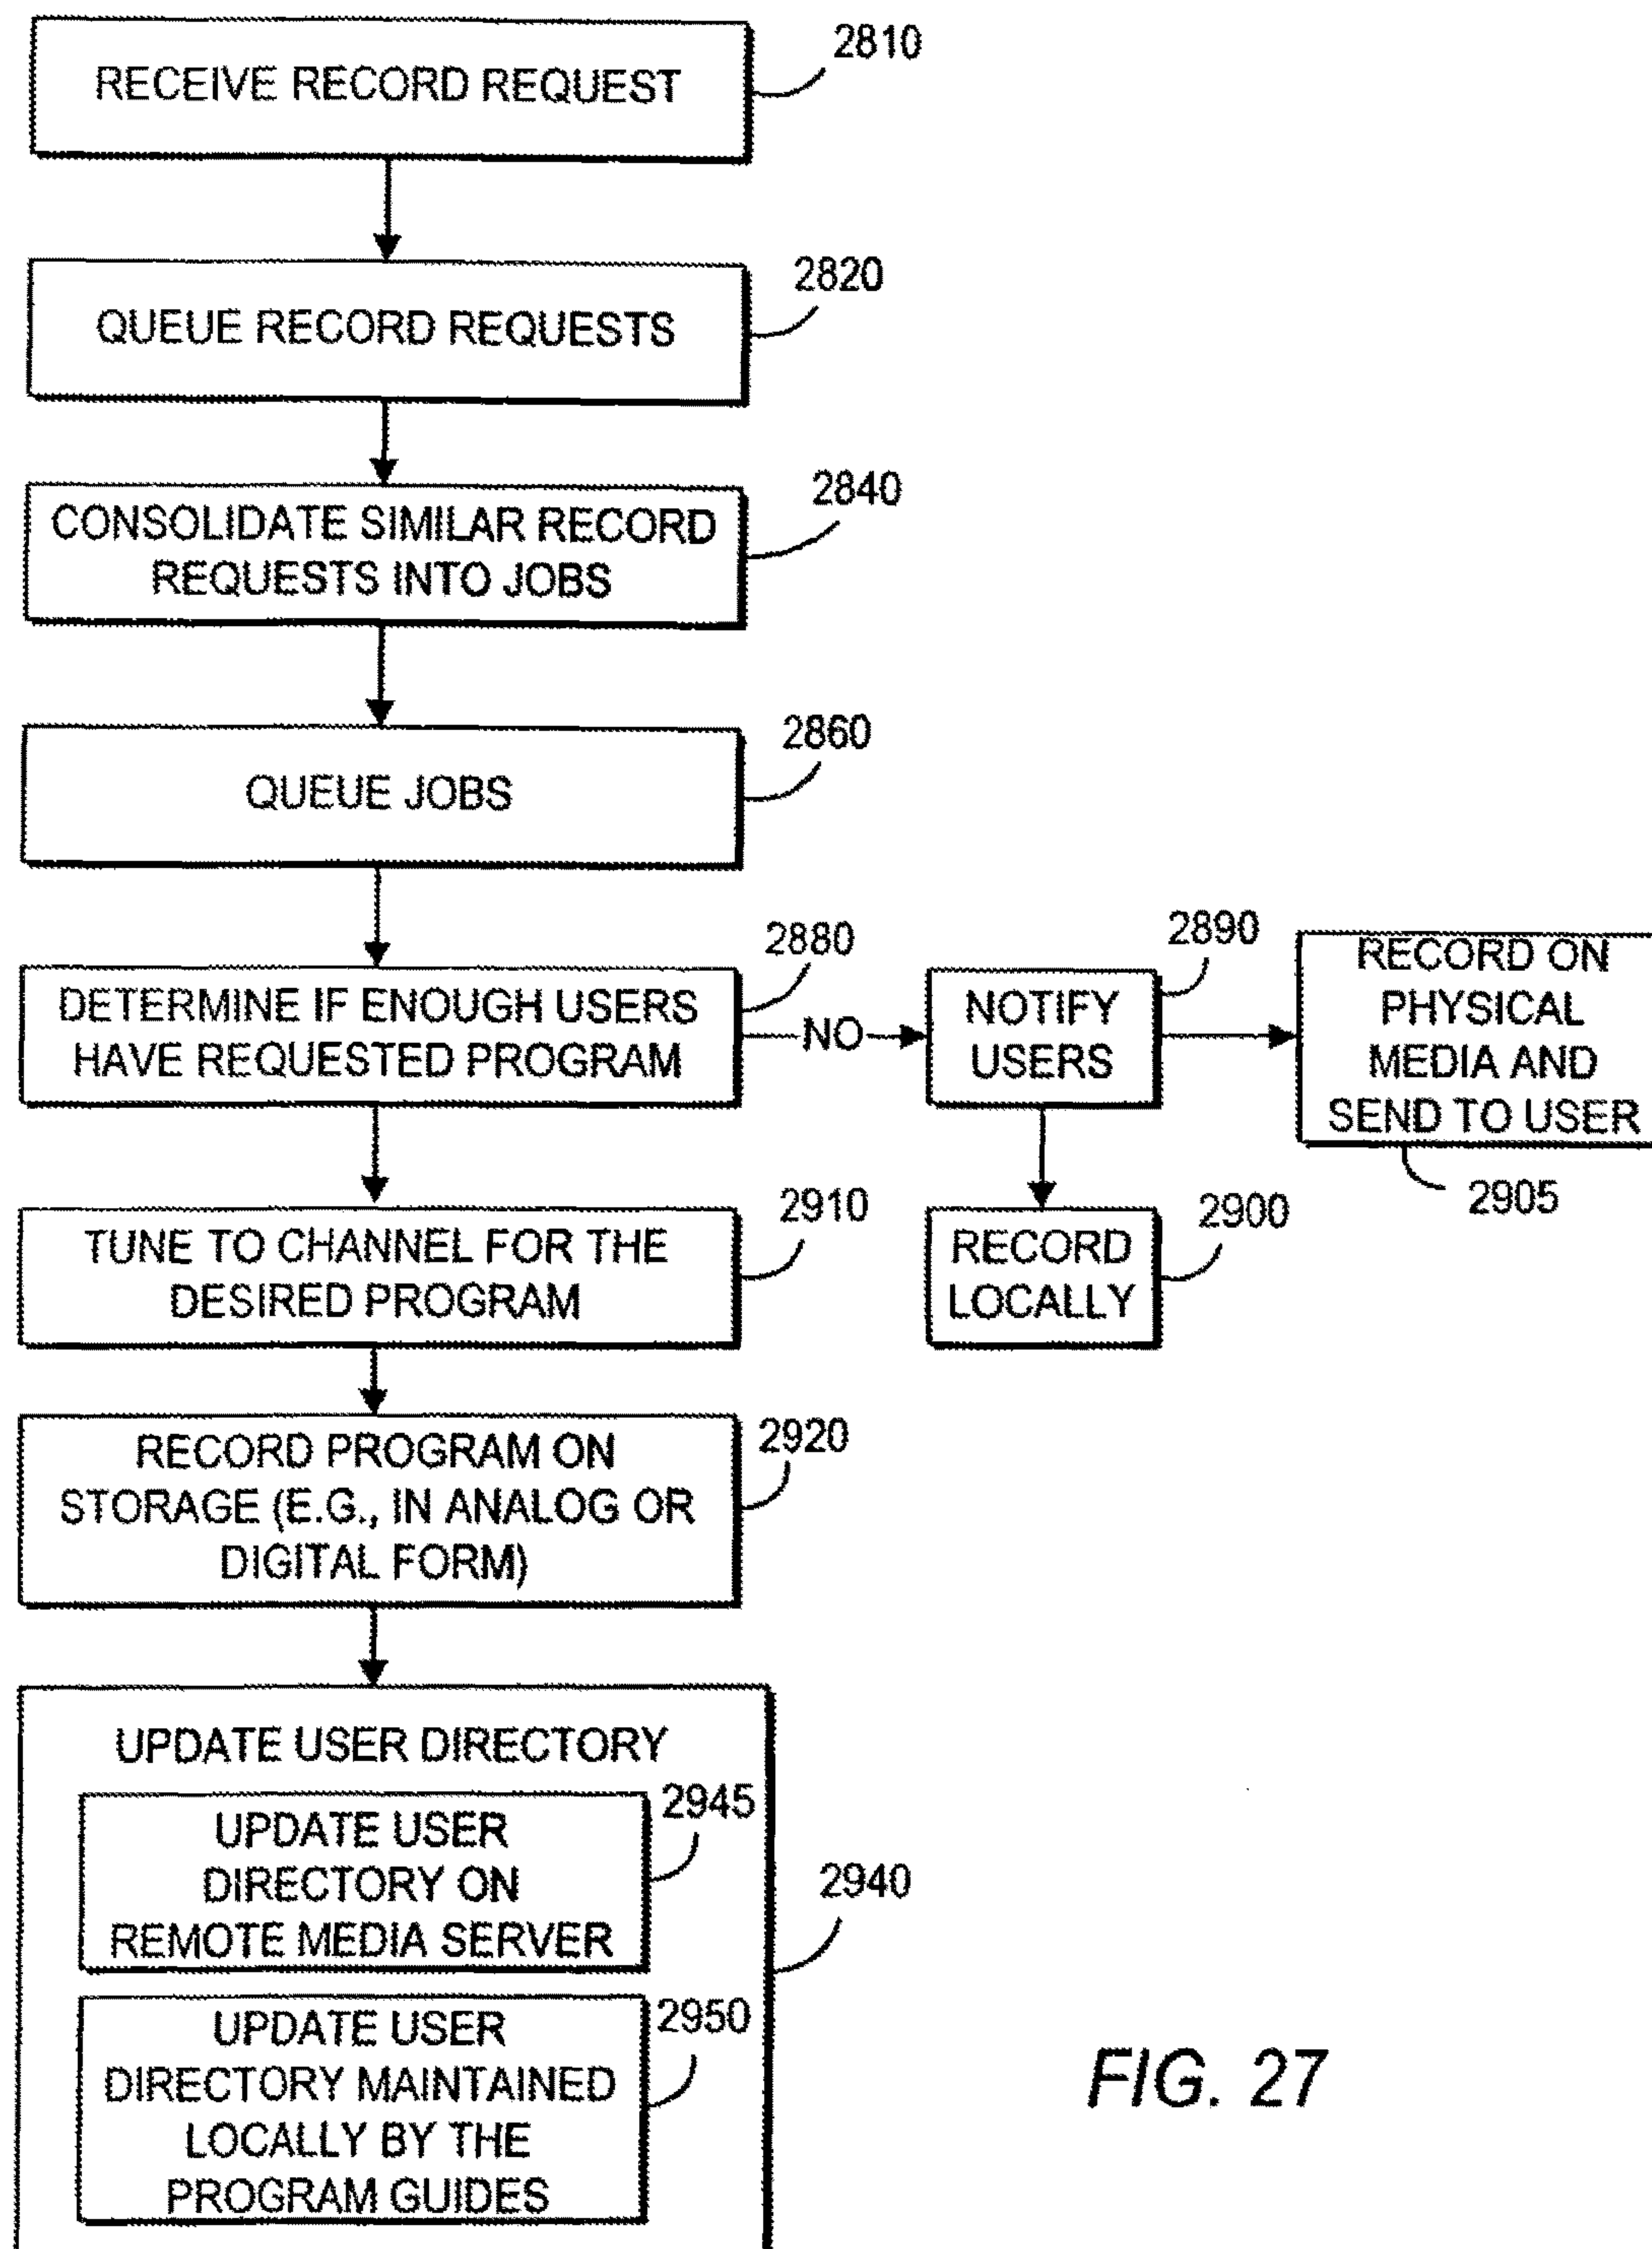 RECEIVE RECORD REQUEST
2810
QUEUE RECORD REQUESTS
2820
CONSOLIDATE SIMILAR RECORD
REQUESTS INTO JOBS
2840
QUEUE JOBS
2860
DETERMINE IF ENOUGH USERS
HAVE REQUESTED PROGRAM
2880
NO
NOTIFY
USERS
2890
RECORD ON
PHYSICAL
MEDIA AND
SEND TO USER
2905
RECORD
LOCALLY
2900
TUNE TO CHANNEL FOR THE
DESIRED PROGRAM
2910
RECORD PROGRAM ON
STORAGE (E.G., IN ANALOG OR
DIGITAL FORM)
2920
UPDATE USER DIRECTORY
2940
UPDATE USER
DIRECTORY ON
REMOTE MEDIA SERVER
2945
UPDATE USER
DIRECTORY MAINTAINED
LOCALLY BY THE
PROGRAM GUIDES
2950
FIG. 27